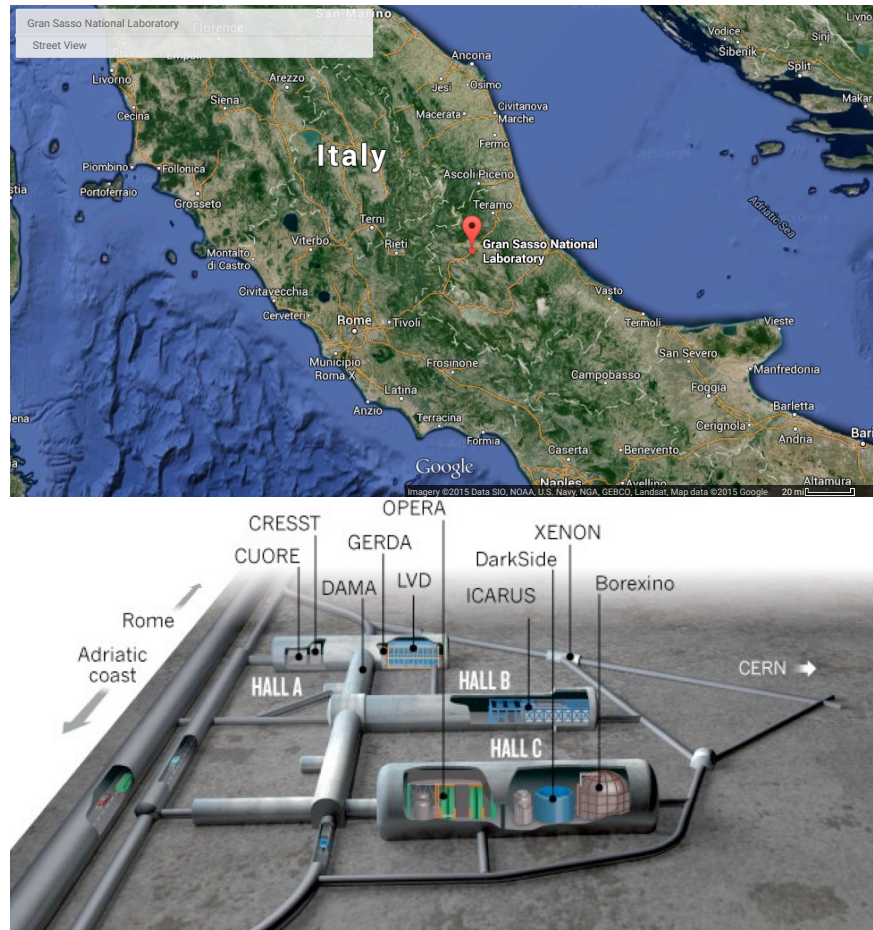 Gran Sasso National Laboratory
Street View
San Marino
Florence
Empoli
Livorno
Arezzo
Ancona
Jesi
Osimo
Siena
Cecina
Macerata
Civitanova
Marche
Fermo
Italy
Piombino
Follonica
Portoferraio
Grosseto
Ascoli Piceno
Teramo
Terni
Viterbo
Rieti
Gran Sasso National
Laboratory
Montalto
di Castro
Civitavecchia
Cerveteri
Rome
Tivoli
Municipio
Roma X
Frosinone
Latina
Anzio
Terracina
Formia
Vasto
Termoli
Vieste
San Severo
Campobasso
Manfredonia
Foggia
Barletta
Cerignola
Andria
Bari
Caserta
Benevento
Naples
Avellino
Altamura
Vodice
Šibenik
Sinj
Livno
Split
Makar
Adriatic Sea
©2015 Google
Google
Imagery ©2015 Data SIO, NOAA, U.S. Navy, NGA, GEBCO, Landsat, Map data ©2015 Google
20 mi
OPERA
CRESST
CUORE
GERDA
XENON
DAMA
LVD
DarkSide
ICARUS
Borexino
Rome
Adriatic
coast
CERN
HALL A
HALL B
HALL C